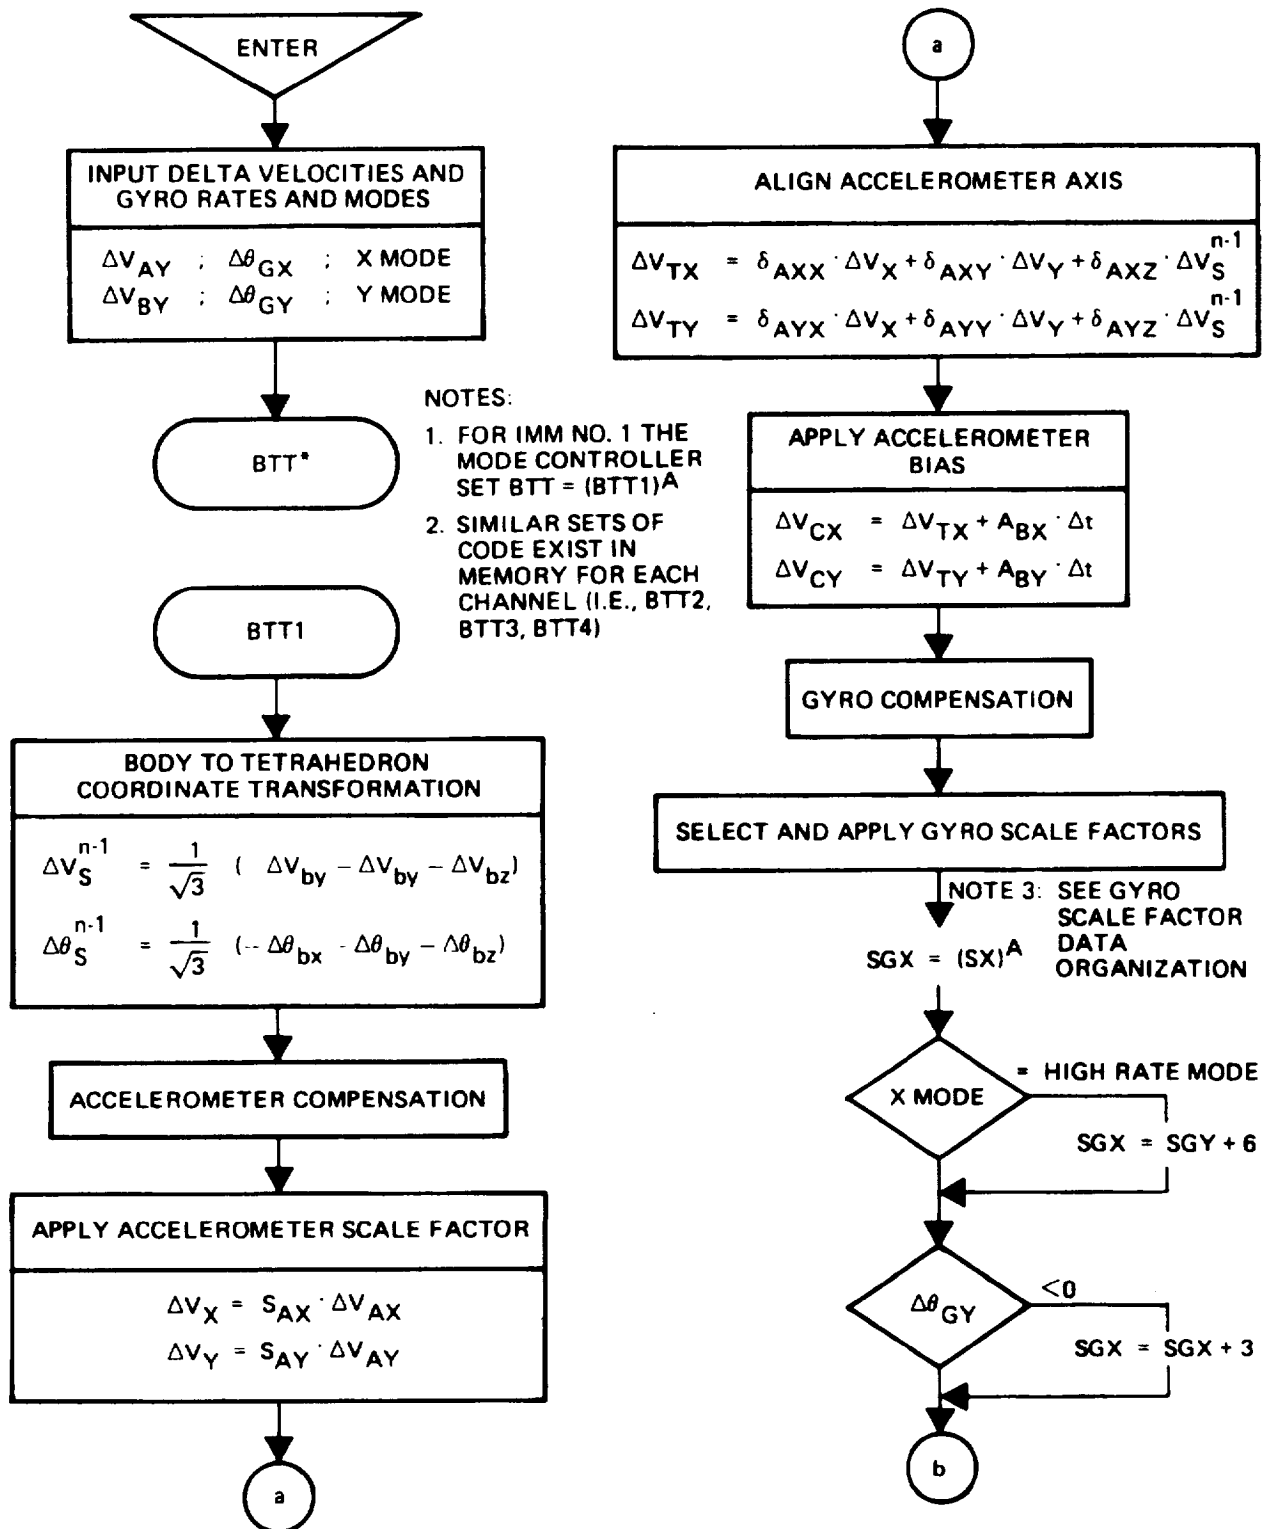 ENTER
INPUT DELTA VELOCITIES AND
GYRO RATES AND MODES
ΔV_AY ; Δθ_GX ; X MODE
ΔV_BY ; Δθ_GY ; Y MODE
BTT*
NOTES:
1. FOR IMM NO. 1 THE
MODE CONTROLLER
SET BTT = (BTT1)^A
2. SIMILAR SETS OF
CODE EXIST IN
MEMORY FOR EACH
CHANNEL (I.E., BTT2,
BTT3, BTT4)
BTT1
BODY TO TETRAHEDRON
COORDINATE TRANSFORMATION
ΔV_S^n-1 = 1/√3 ( ΔV_by – ΔV_by – ΔV_bz)
Δθ_S^n-1 = 1/√3 (-- Δθ_bx - Δθ_by – Δθ_bz)
ACCELEROMETER COMPENSATION
APPLY ACCELEROMETER SCALE FACTOR
ΔV_X = S_AX · ΔV_AX
ΔV_Y = S_AY · ΔV_AY
a
a
ALIGN ACCELEROMETER AXIS
ΔV_TX = δ_AXX · ΔV_X + δ_AXY · ΔV_Y + δ_AXZ · ΔV_S^n-1
ΔV_TY = δ_AYX · ΔV_X + δ_AYY · ΔV_Y + δ_AYZ · ΔV_S^n-1
APPLY ACCELEROMETER
BIAS
ΔV_CX = ΔV_TX + A_BX · Δt
ΔV_CY = ΔV_TY + A_BY · Δt
GYRO COMPENSATION
SELECT AND APPLY GYRO SCALE FACTORS
NOTE 3: SEE GYRO
SCALE FACTOR
DATA
ORGANIZATION
SGX = (SX)^A
X MODE
= HIGH RATE MODE
SGX = SGY + 6
Δθ_GY
<0
SGX = SGX + 3
b